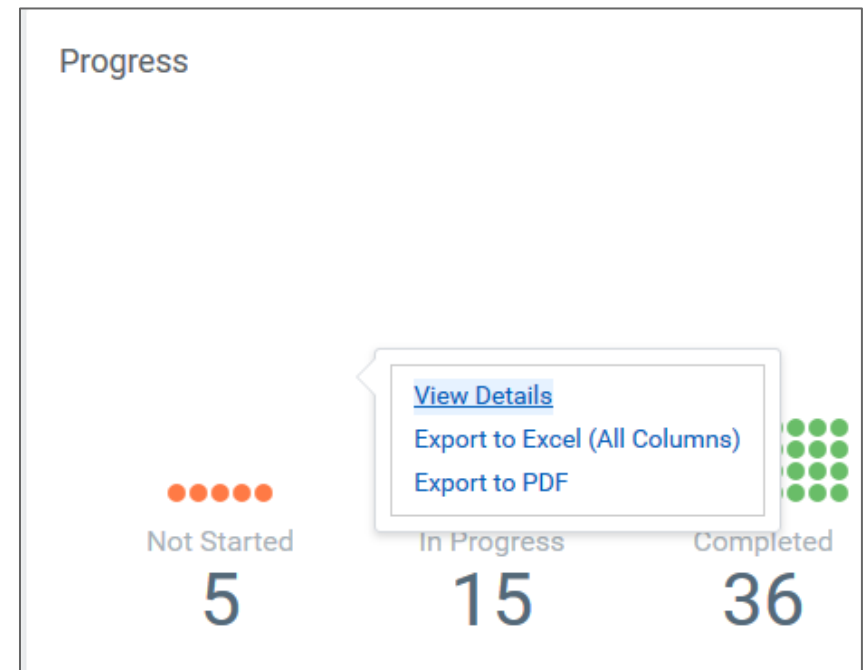 Progress
View Details
Export to Excel (All Columns)
Export to PDF
Not Started
In Progress
Completed
5
15
36